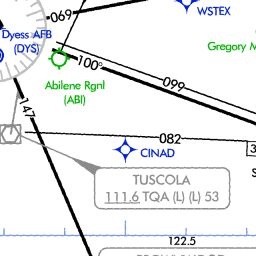 069
WSTEX
Dyess AFB
(DYS)
Gregory M
100°
099
Abilene Rgnl
(ABI)
147
082
CINAD
3
S
TUSCOLA
111.6 TQA (L) (L) 53
122.5